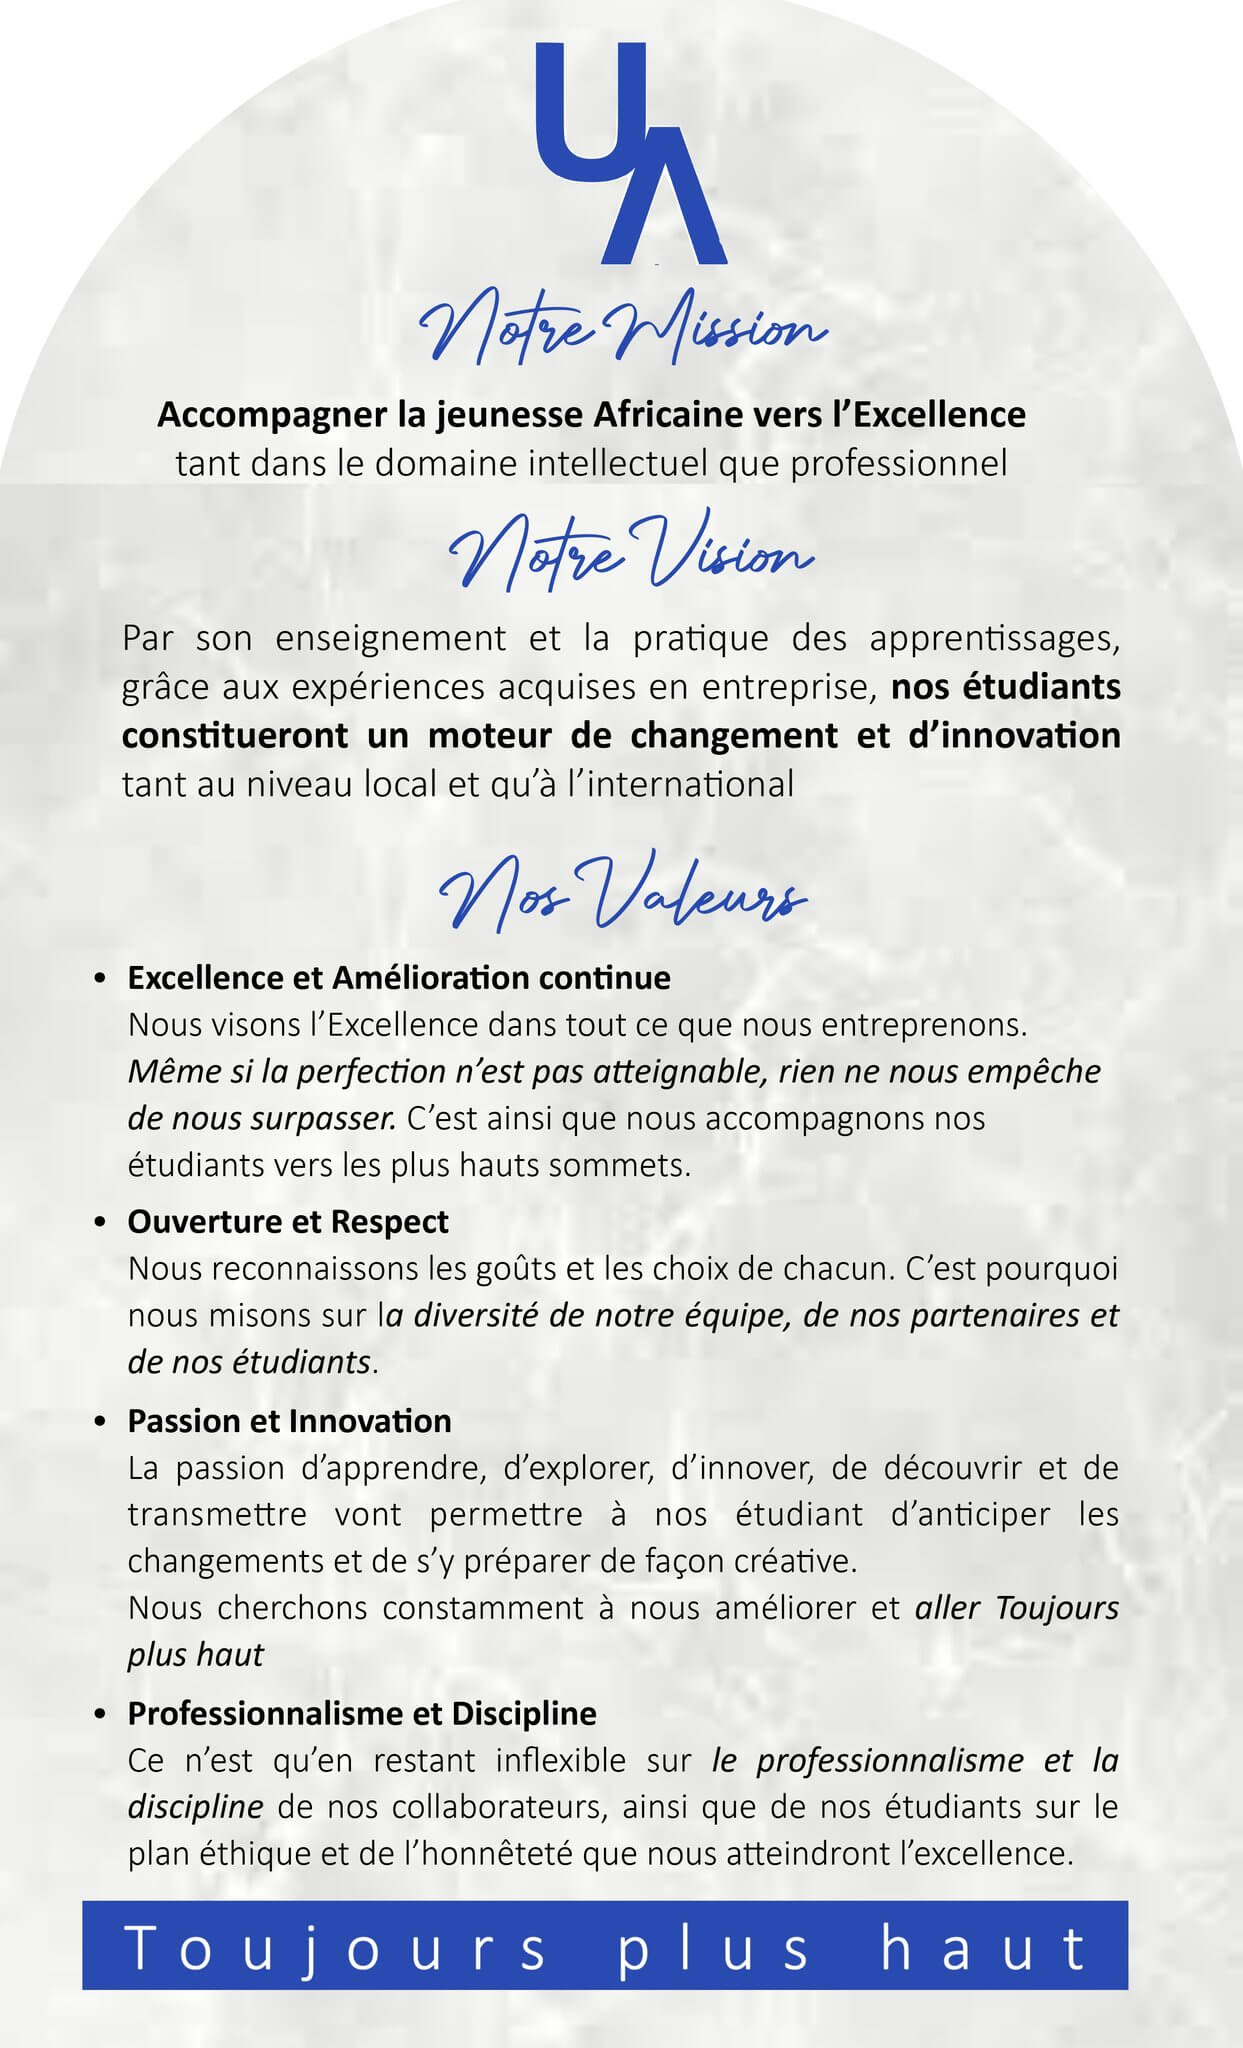 UA
Notre Mission
Accompagner la jeunesse Africaine vers l’Excellence
tant dans le domaine intellectuel que professionnel
Notre Vision
Par son enseignement et la pratique des apprentissages,
grâce aux expériences acquises en entreprise, nos étudiants
constitueront un moteur de changement et d’innovation
tant au niveau local et qu’à l’international
Nos Valeurs
• Excellence et Amélioration continue
Nous visons l’Excellence dans tout ce que nous entreprenons.
Même si la perfection n’est pas atteignable, rien ne nous empêche
de nous surpasser. C’est ainsi que nous accompagnons nos
étudiants vers les plus hauts sommets.
• Ouverture et Respect
Nous reconnaissons les goûts et les choix de chacun. C’est pourquoi
nous misons sur la diversité de notre équipe, de nos partenaires et
de nos étudiants.
• Passion et Innovation
La passion d’apprendre, d’explorer, d’innover, de découvrir et de
transmettre vont permettre à nos étudiant d’anticiper les
changements et de s’y préparer de façon créative.
Nous cherchons constamment à nous améliorer et aller Toujours
plus haut
• Professionnalisme et Discipline
Ce n’est qu’en restant inflexible sur le professionnalisme et la
discipline de nos collaborateurs, ainsi que de nos étudiants sur le
plan éthique et de l’honnêteté que nous atteindront l’excellence.
Toujours plus haut